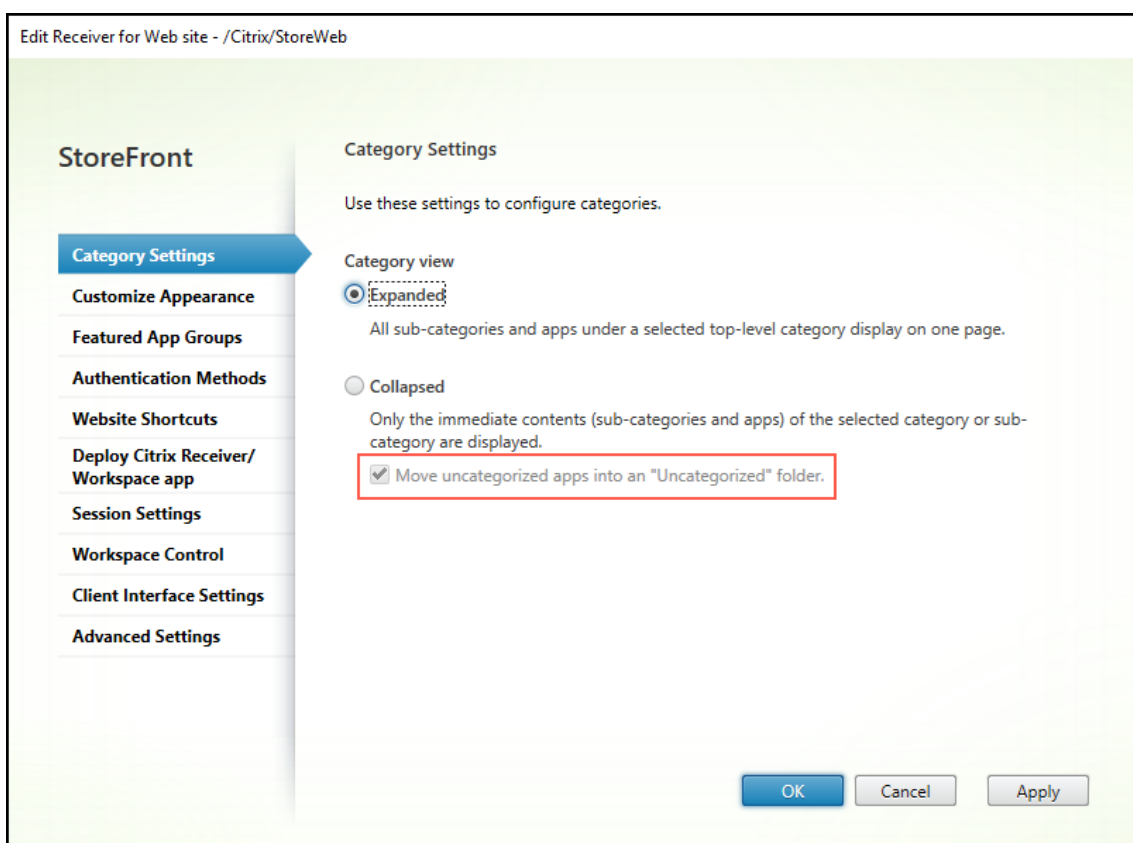 Edit Receiver for Web site - /Citrix/StoreWeb
StoreFront
Category Settings
Customize Appearance
Featured App Groups
Authentication Methods
Website Shortcuts
Deploy Citrix Receiver/
Workspace app
Session Settings
Workspace Control
Client Interface Settings
Advanced Settings
Category Settings
Use these settings to configure categories.
Category view
Expanded
All sub-categories and apps under a selected top-level category display on one page.
Collapsed
Only the immediate contents (sub-categories and apps) of the selected category or sub-
category are displayed.
Move uncategorized apps into an "Uncategorized" folder.
OK
Cancel
Apply